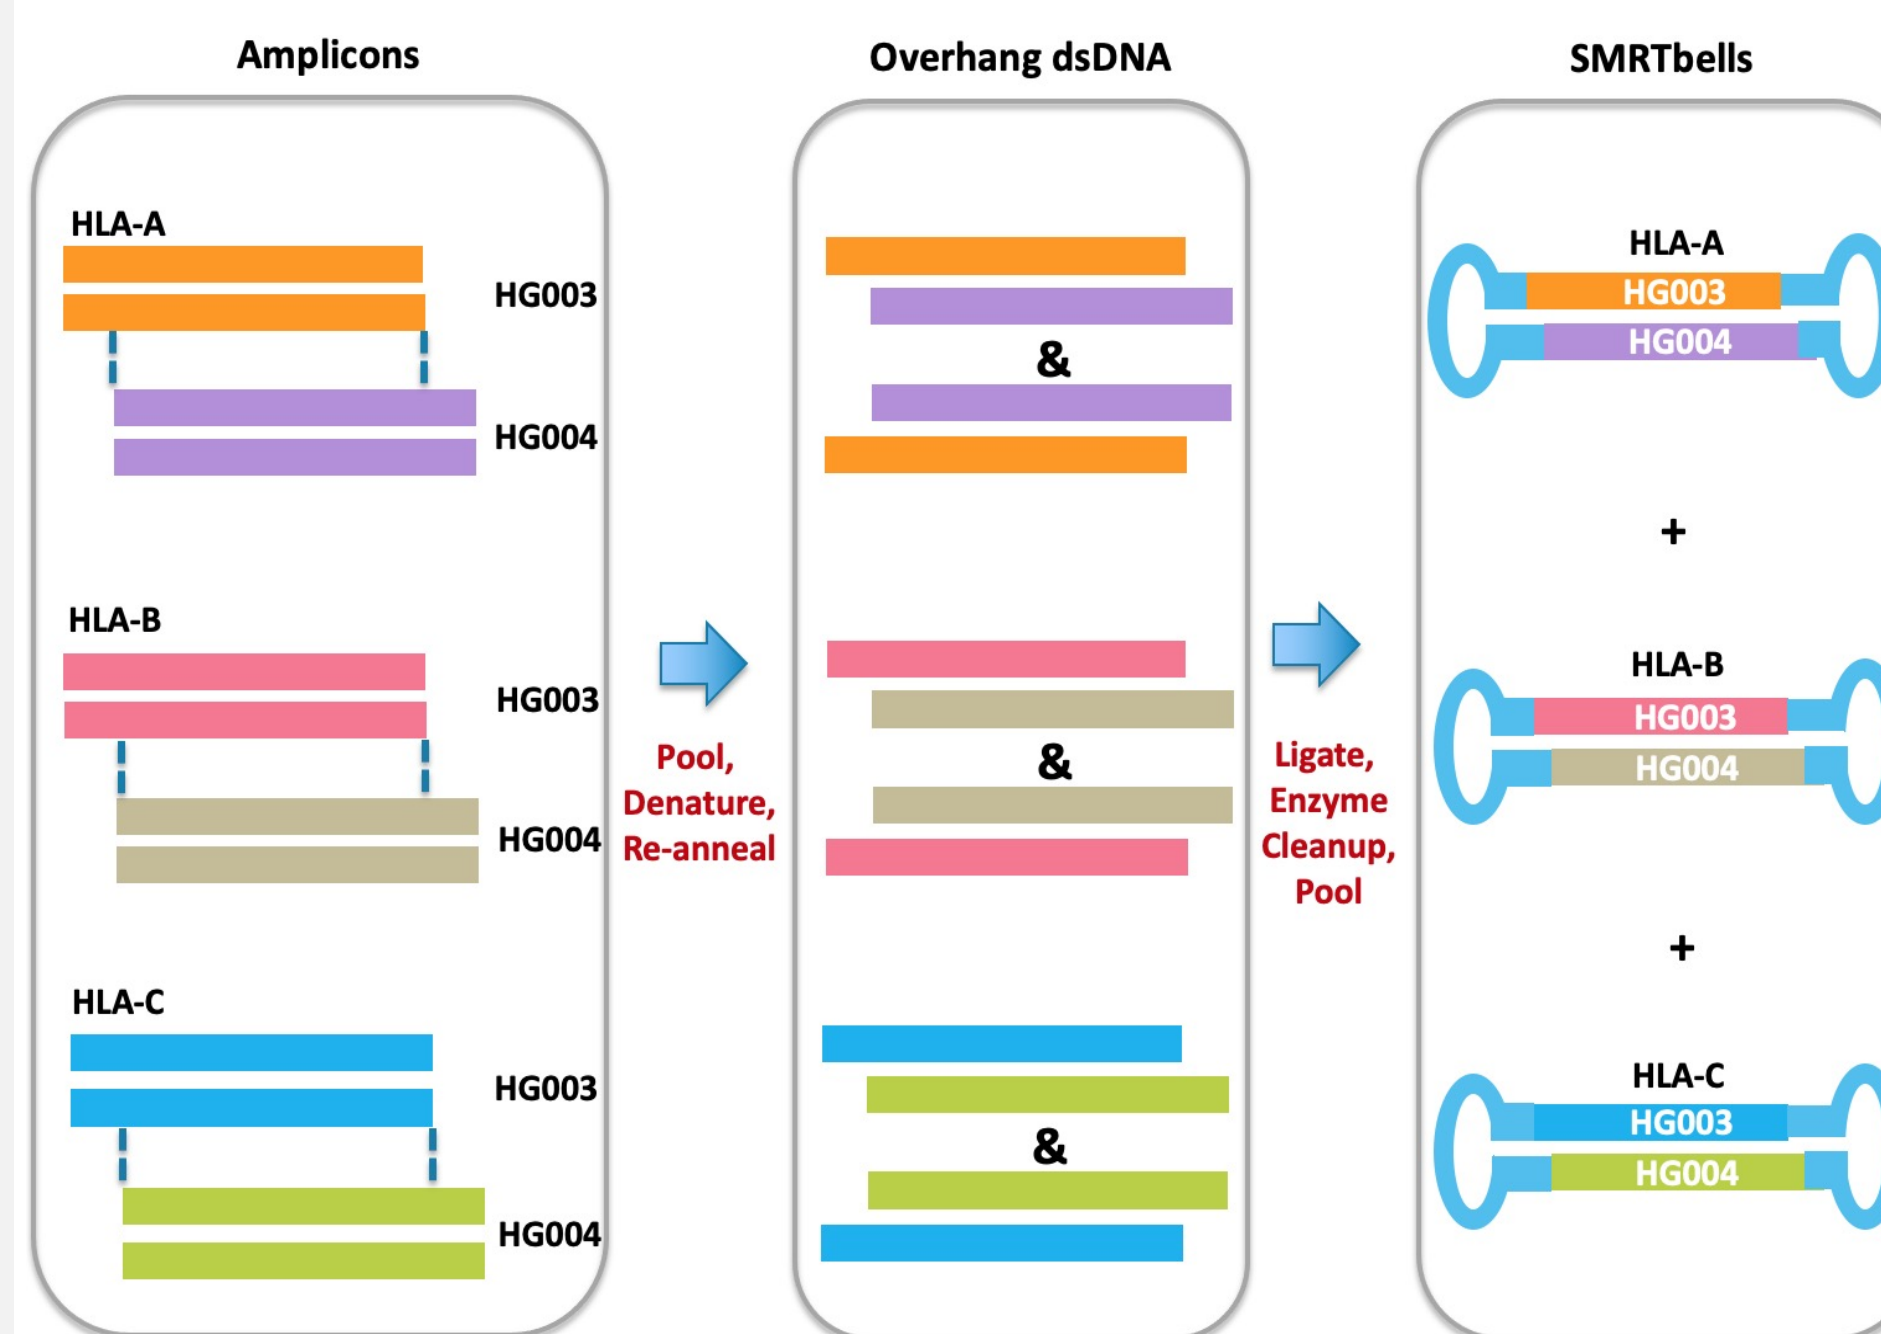 Amplicons
HLA-A
HG003
HG004
HLA-B
HG003
HG004
HLA-C
HG003
HG004
Pool,
Denature,
Re-anneal
Overhang dsDNA
&
&
&
Ligate,
Enzyme
Cleanup,
Pool
SMRTbells
HLA-A
HG003
HG004
+
HLA-B
HG003
HG004
+
HLA-C
HG003
HG004